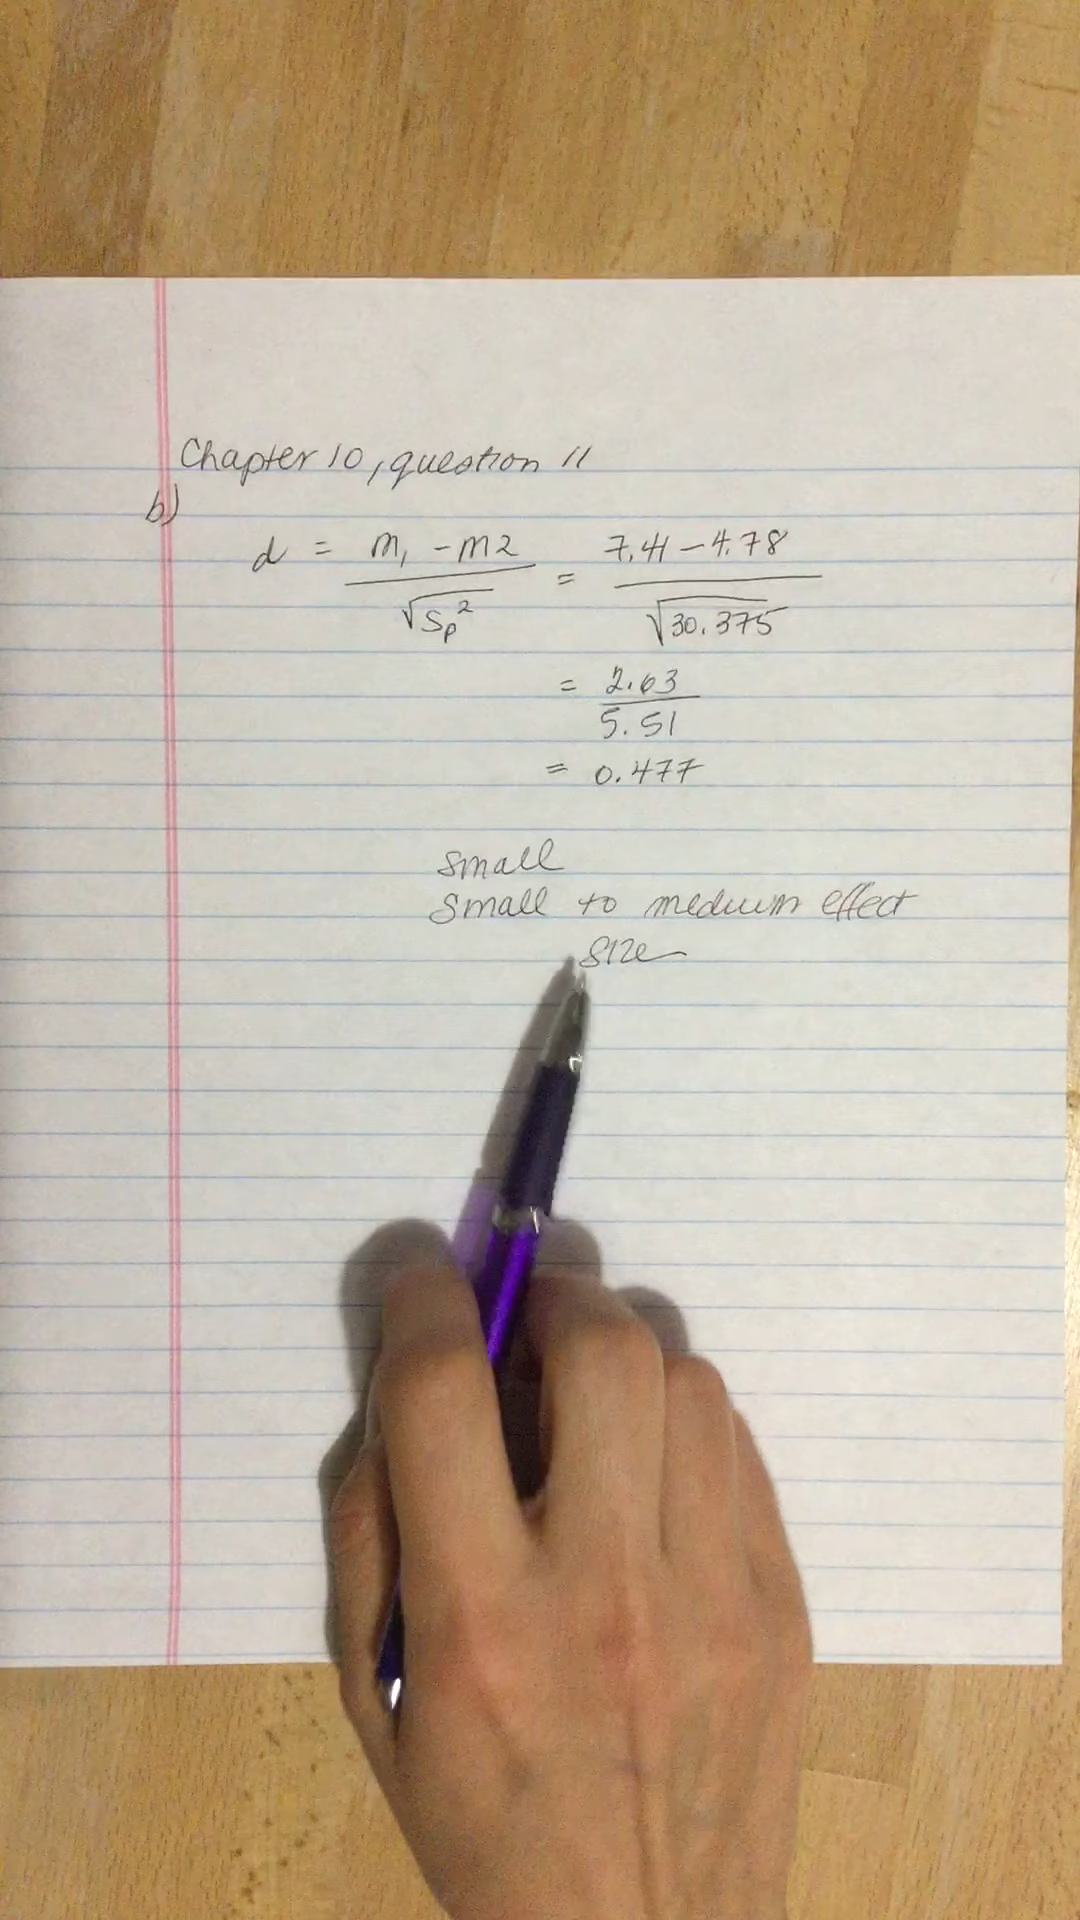 Chapter 10, question 11
b)
d = m₁ - m2 / √Sp² = 7.41 - 4.78 / √30.375
= 2.63 / 5.51
= 0.477
small
small to medium effect
size